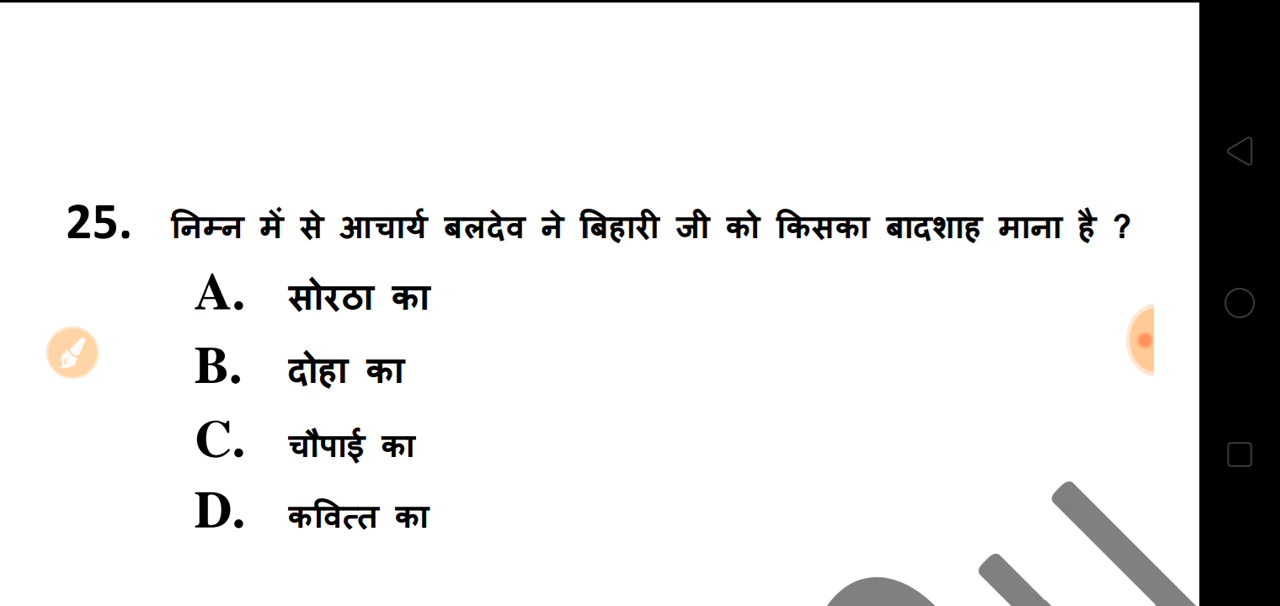 25. निम्न में से आचार्य बलदेव ने बिहारी जी को किसका बादशाह माना है ?
A. सोरठा का
B. दोहा का
C. चौपाई का
D. कवित्त का